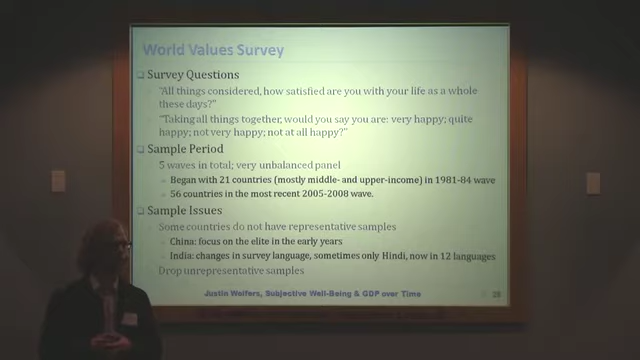 World Values Survey
Survey Questions
"All things considered, how satisfied are you with your life as a whole
these days?"
"Taking all things together, would you say you are: very happy; quite
happy; not very happy; not at all happy?"
Sample Period
5 waves in total; very unbalanced panel
Began with 21 countries (mostly middle- and upper-income) in 1981-84 wave
56 countries in the most recent 2005-2008 wave.
Sample Issues
Some countries do not have representative samples
China: focus on the elite in the early years
India: changes in survey language, sometimes only Hindi, now in 12 languages
Drop unrepresentative samples
Justin Wolfers, Subjective Well-Being & GDP over Time